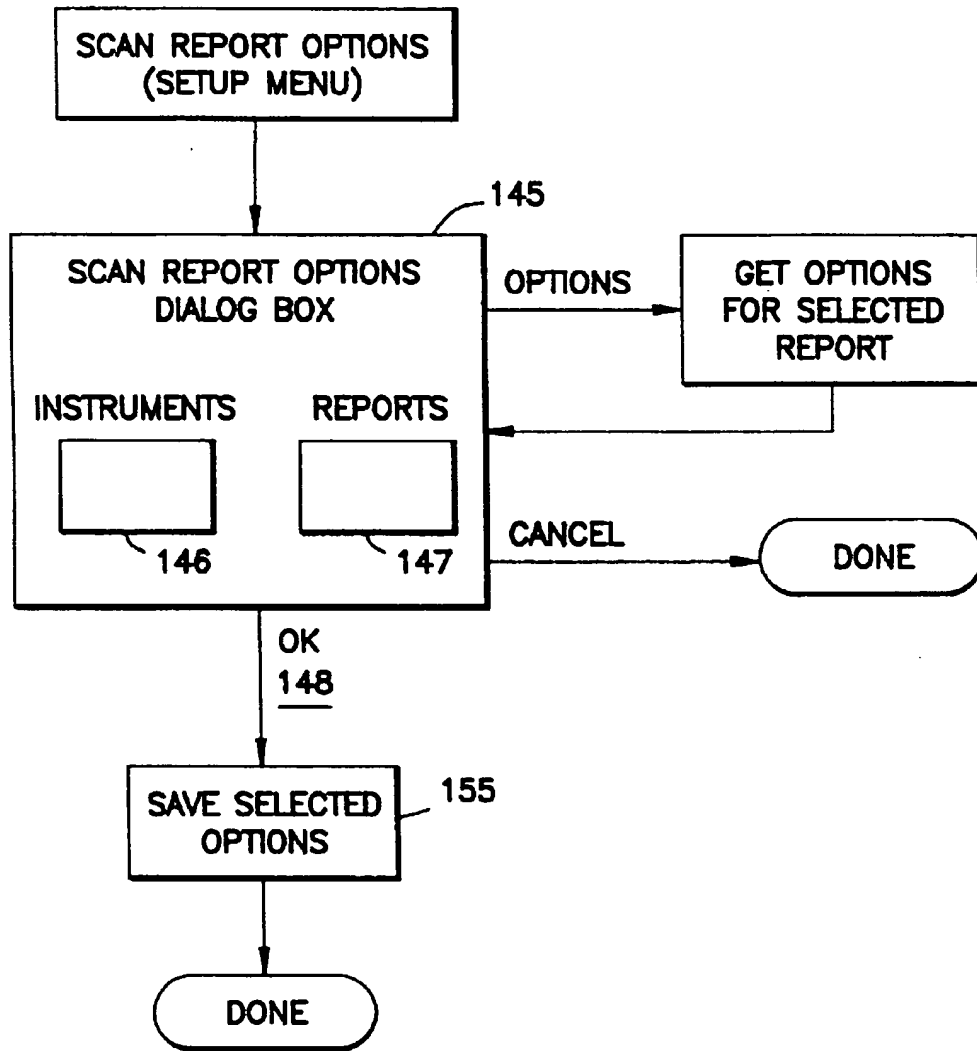 SCAN REPORT OPTIONS
(SETUP MENU)
145
SCAN REPORT OPTIONS
DIALOG BOX
OPTIONS
GET OPTIONS
FOR SELECTED
REPORT
INSTRUMENTS
REPORTS
146
147
CANCEL
DONE
OK
148
SAVE SELECTED
OPTIONS
155
DONE